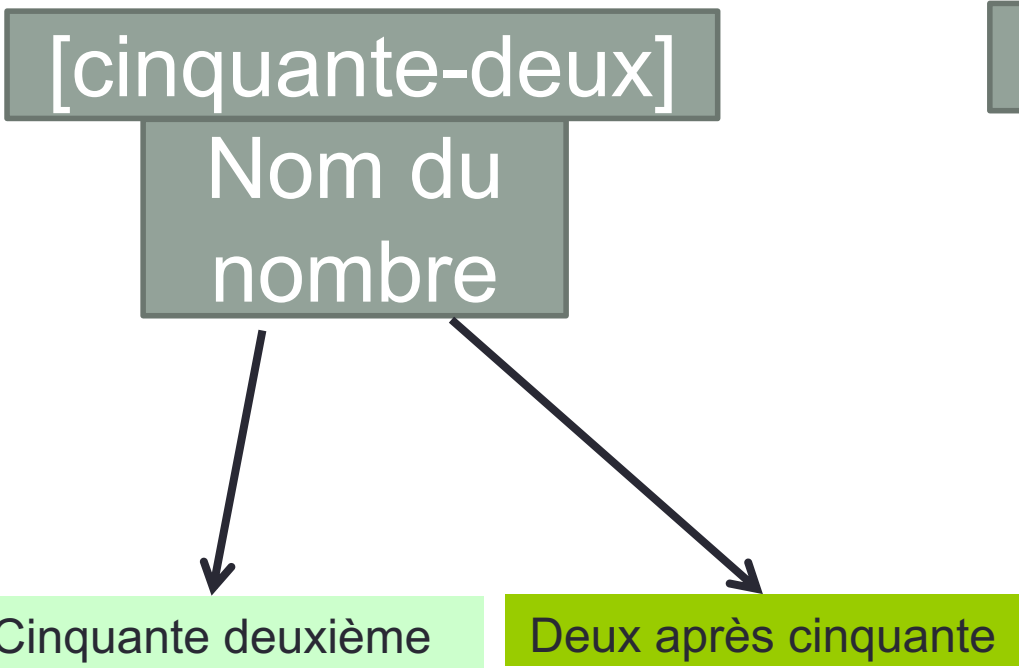 [cinquante-deux]
Nom du
nombre
Cinquante deuxième
Deux après cinquante